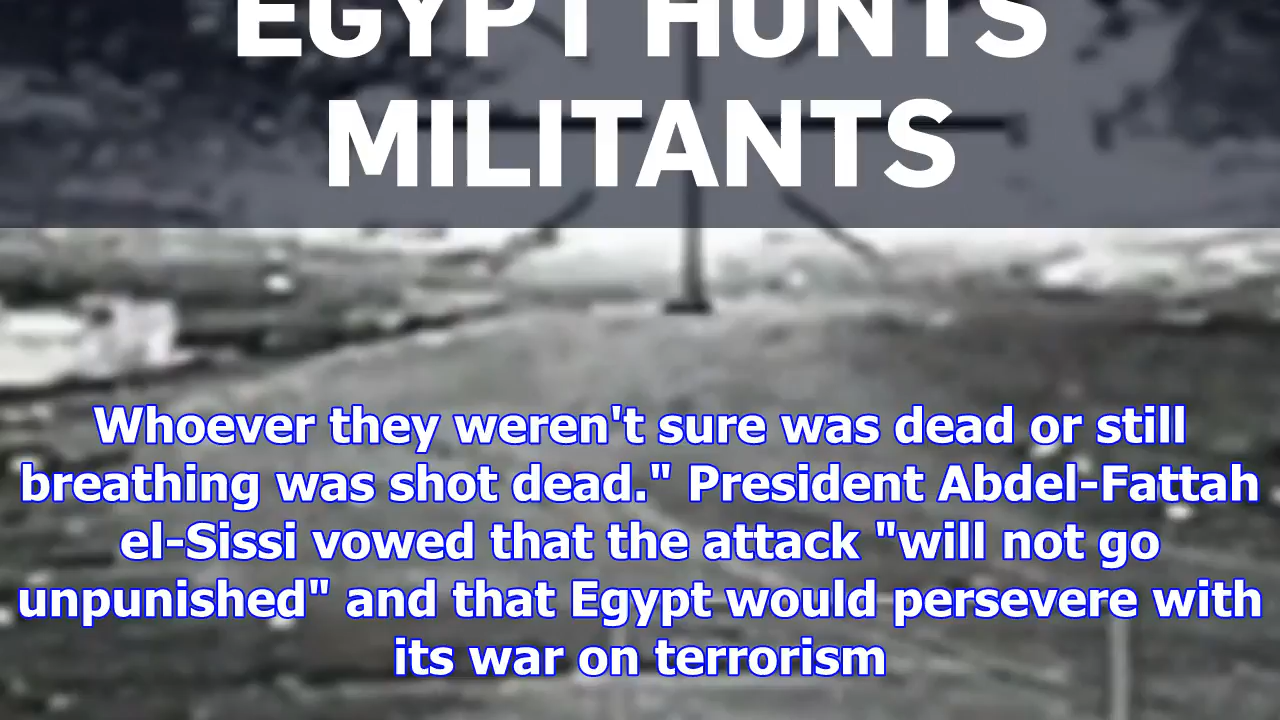 EGYPT HUNTS
MILITANTS
Whoever they weren't sure was dead or still
breathing was shot dead." President Abdel-Fattah
el-Sissi vowed that the attack "will not go
unpunished" and that Egypt would persevere with
its war on terrorism